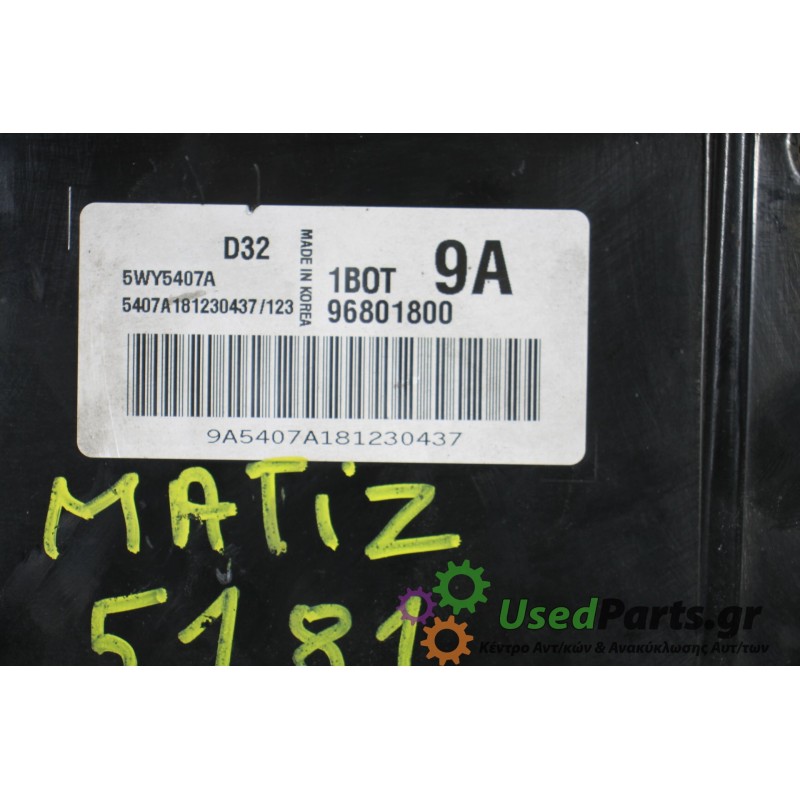 D32
5WY5407A
5407A181230437/123
MADE IN KOREA
1BOT 9A
96801800
9A5407A181230437
MATiZ
5181
UsedParts.gr
Κέντρο Αντ/κών & Ανακύκλωσης Αυτ/των